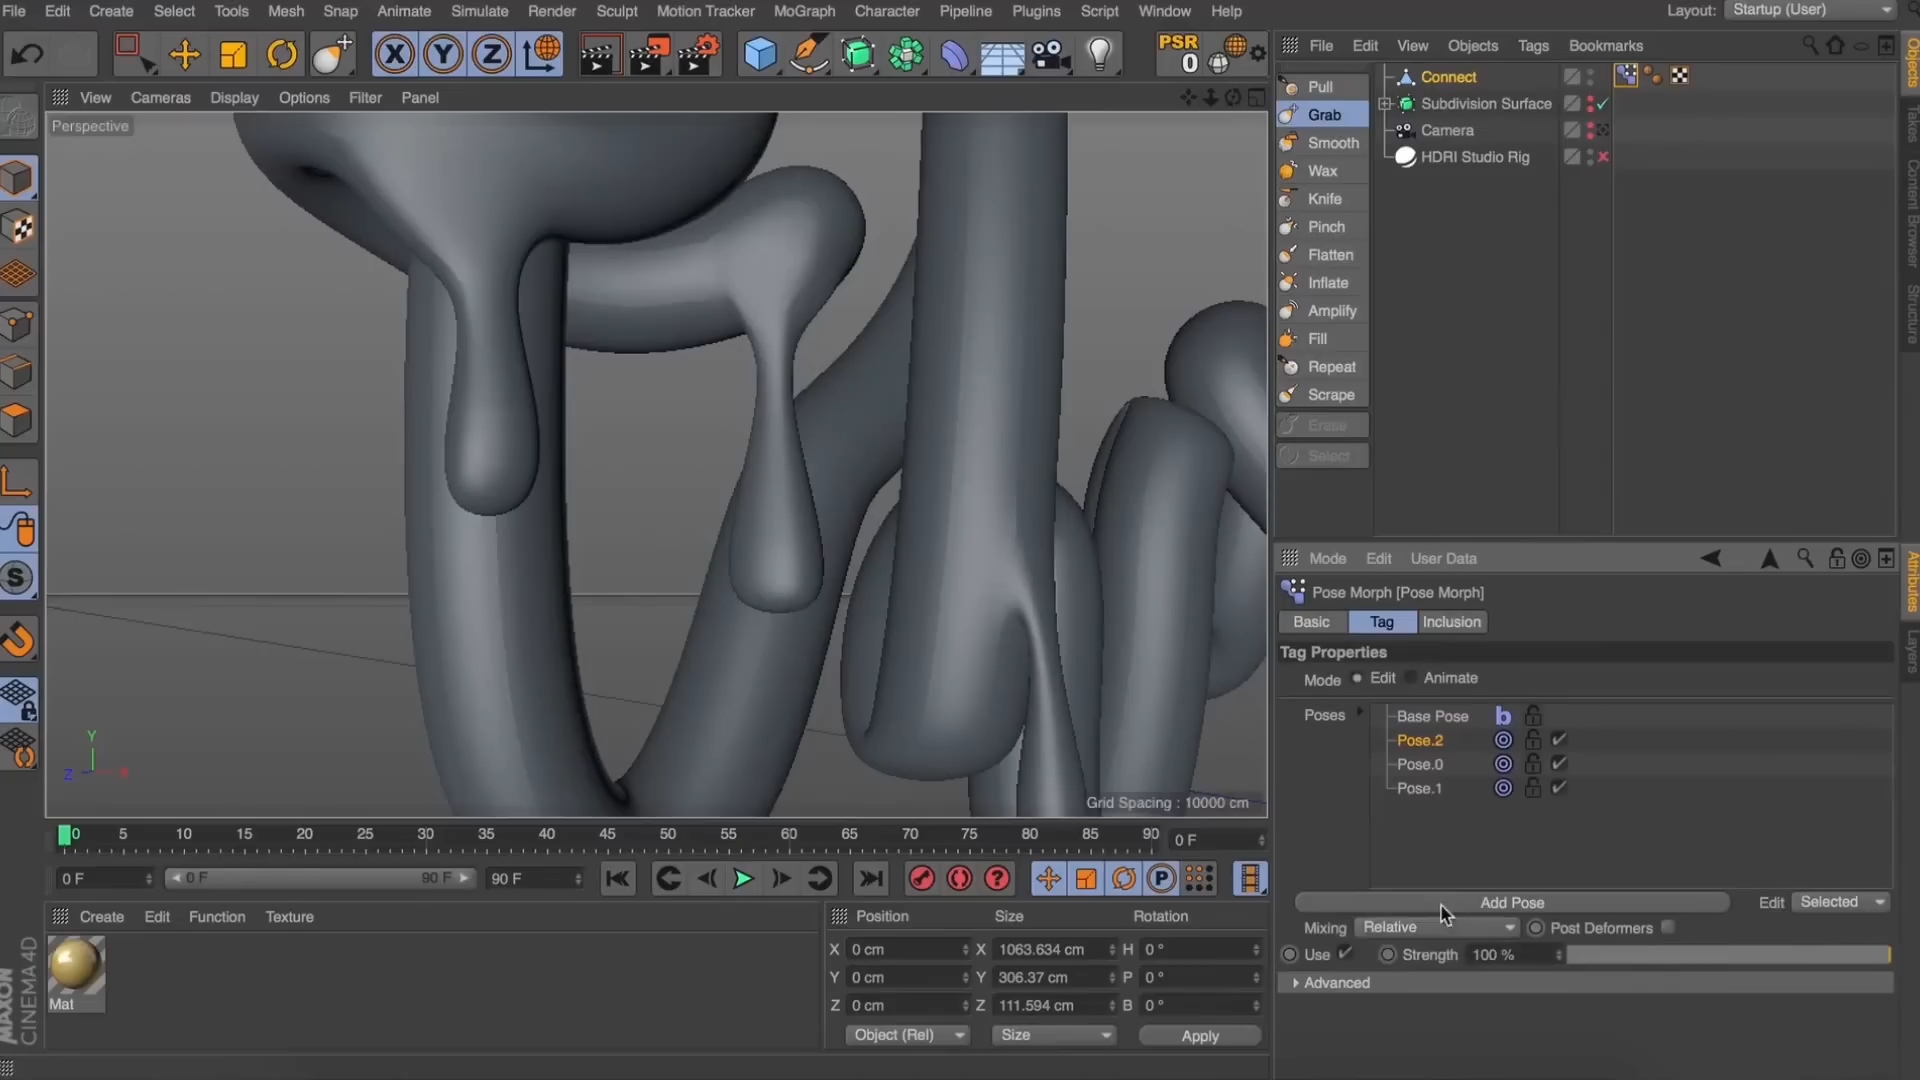 File Edit Create Select Tools Mesh Snap Animate Simulate Render Sculpt Motion Tracker MoGraph Character Pipeline Plugins Script Window Help
Layout: Startup (User)
X Y Z PSR 0
File Edit View Objects Tags Bookmarks
View Cameras Display Options Filter Panel
Perspective
Pull
Grab
Smooth
Wax
Knife
Pinch
Flatten
Inflate
Amplify
Fill
Repeat
Scrape
Erase
Select
Connect
Subdivision Surface
Camera
HDRI Studio Rig
Objects
Takes
Content Browser
Structure
Mode Edit User Data
Pose Morph [Pose Morph]
Basic Tag Inclusion
Tag Properties
Mode Edit Animate
Poses
Base Pose b
Pose.2
Pose.0
Pose.1
Add Pose Edit Selected
Mixing Relative Post Deformers
Use Strength 100 %
Advanced
Attributes
Layers
S
Y
Z X
Grid Spacing : 10000 cm
0 5 10 15 20 25 30 35 40 45 50 55 60 65 70 75 80 85 90 0 F
0 F 0 F 90 F 90 F P
Create Edit Function Texture
Mat
Position Size Rotation
X 0 cm X 1063.634 cm H 0 °
Y 0 cm Y 306.37 cm P 0 °
Z 0 cm Z 111.594 cm B 0 °
Object (Rel) Size Apply
MAXON
CINEMA 4D